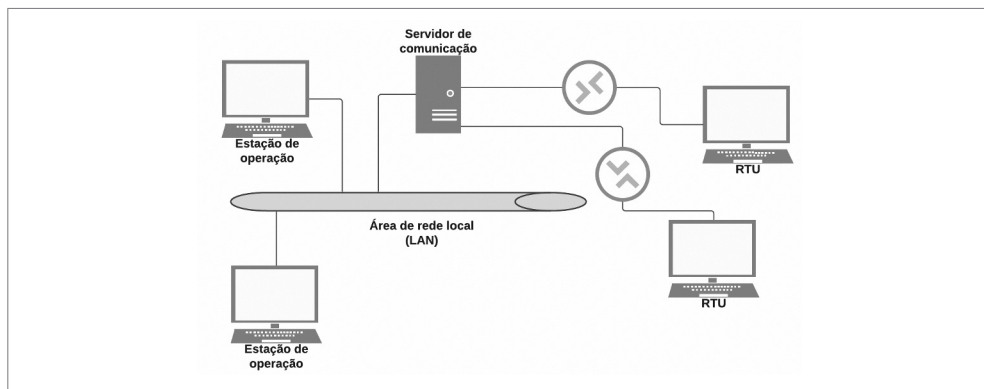 Servidor de
comunicação
Estação de
operação
RTU
Área de rede local
(LAN)
RTU
Estação de
operação